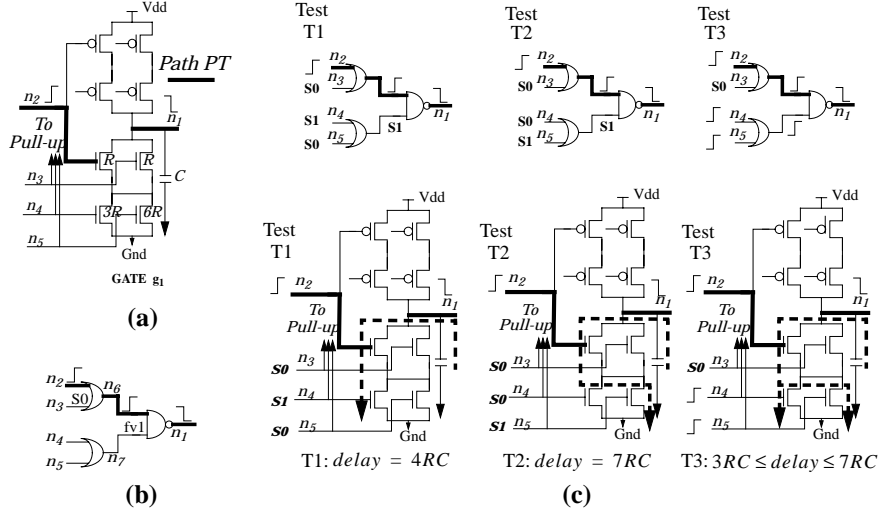 (a)
Vdd
Path PT
n2
n1
To
Pull-up
R
R
C
n3
n4
3R
6R
n5
Gnd
GATE g1
(a)
n2
n6
S0
n3
fv1
n1
n4
n5
n7
(b)
Test
T1
n2
n3
S0
n1
S1
n4
S1
n5
S0
Test
T2
n2
S0
n3
n1
S0
n4
S1
n5
S1
Test
T3
n2
S0
n3
n1
n4
n5
Test
T1
Vdd
n2
n1
To
Pull-up
n3
S0
n4
S1
n5
S0
Gnd
T1: delay = 4RC
Test
T2
Vdd
n2
n1
To
Pull-up
n3
S0
n4
S0
n5
S1
Gnd
T2: delay = 7RC
Test
T3
Vdd
n2
n1
To
Pull-up
n3
S0
n4
n5
Gnd
T3: 3RC ≤ delay ≤ 7RC
(c)